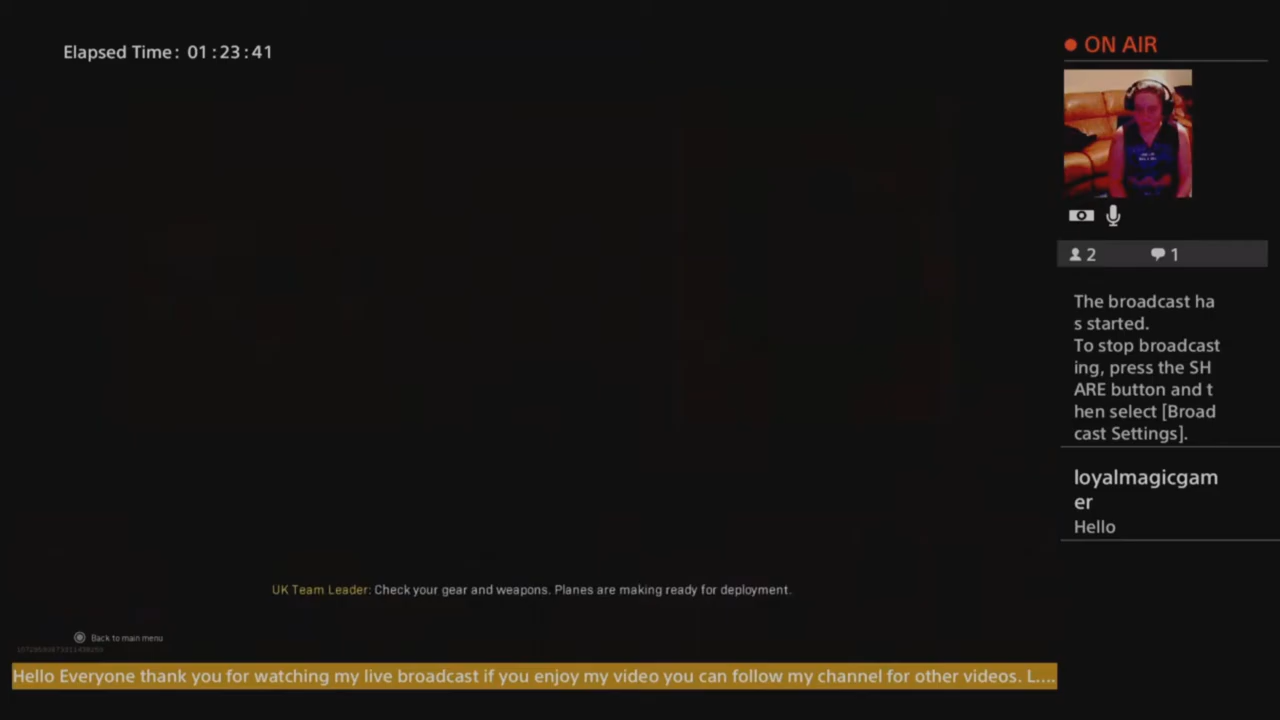 Elapsed Time: 01:23:41
ON AIR
2
1
The broadcast ha
s started.
To stop broadcast
ing, press the SH
ARE button and t
hen select [Broad
cast Settings].
loyalmagicgam
er
Hello
UK Team Leader: Check your gear and weapons. Planes are making ready for deployment.
Back to main menu
Hello Everyone thank you for watching my live broadcast if you enjoy my video you can follow my channel for other videos. L....